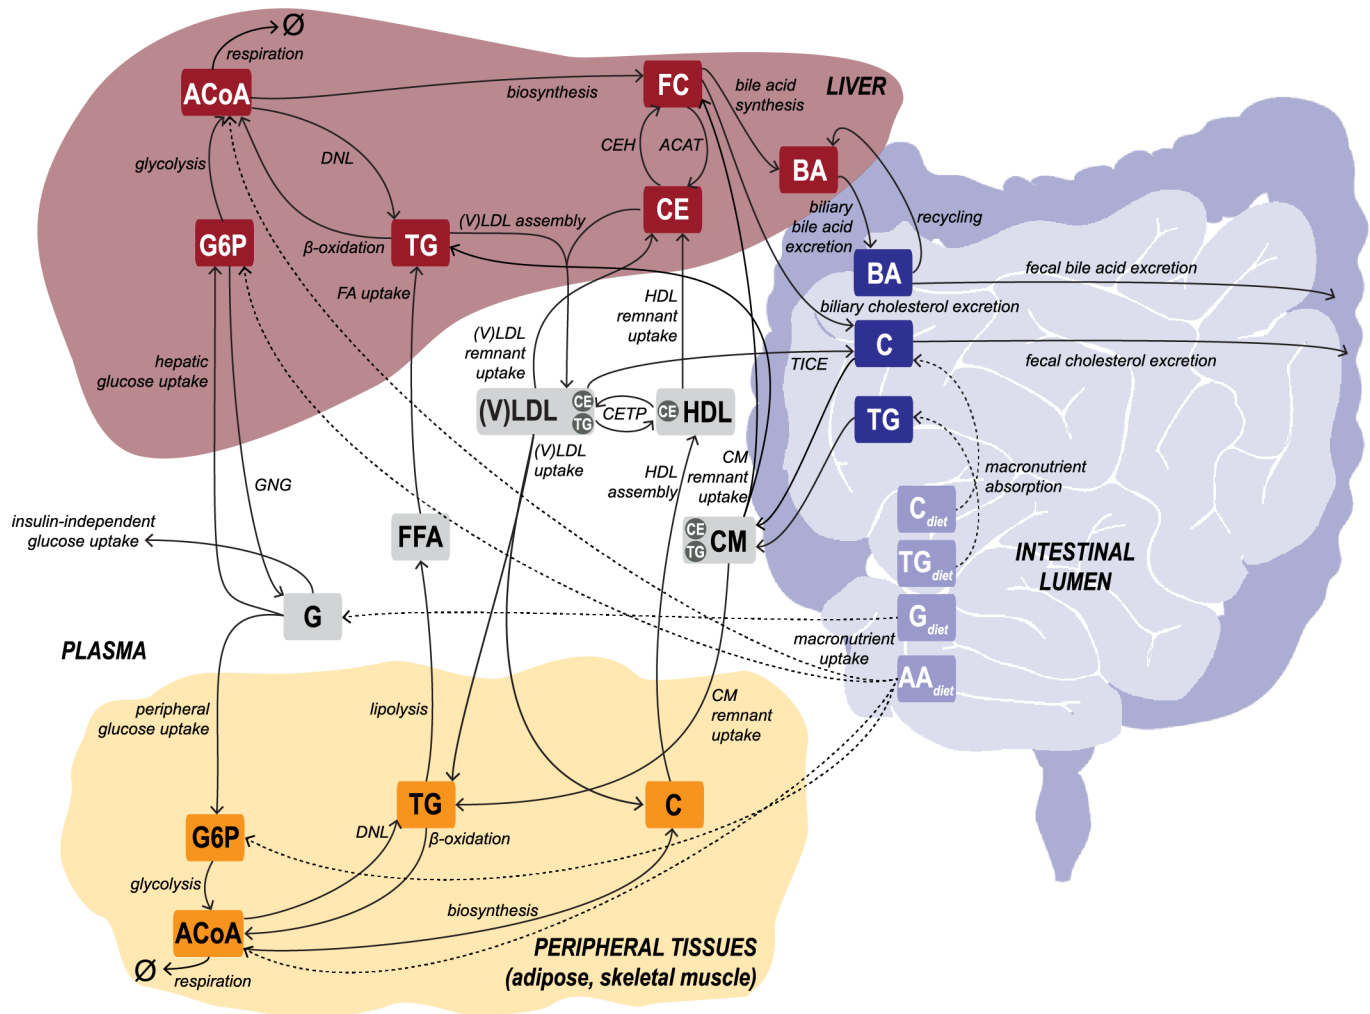 Ø
respiration
ACoA
biosynthesis
FC
bile acid
synthesis
LIVER
glycolysis
DNL
CEH
ACAT
BA
G6P
β-oxidation
TG
(V)LDL assembly
CE
biliary
bile acid
excretion
recycling
BA
fecal bile acid excretion
FA uptake
HDL
remnant
uptake
biliary cholesterol excretion
hepatic
glucose uptake
(V)LDL
remnant
uptake
TICE
C
fecal cholesterol excretion
(V)LDL
CE
TG
CETP
CE
HDL
TG
GNG
(V)LDL
uptake
HDL
assembly
CM
remnant
uptake
macronutrient
absorption
insulin-independent
glucose uptake
FFA
CE
TG
CM
C diet
TG diet
INTESTINAL
LUMEN
G
G diet
PLASMA
macronutrient
uptake
AA diet
peripheral
glucose uptake
lipolysis
CM
remnant
uptake
TG
C
G6P
DNL
β-oxidation
glycolysis
ACoA
biosynthesis
Ø
respiration
PERIPHERAL TISSUES
(adipose, skeletal muscle)